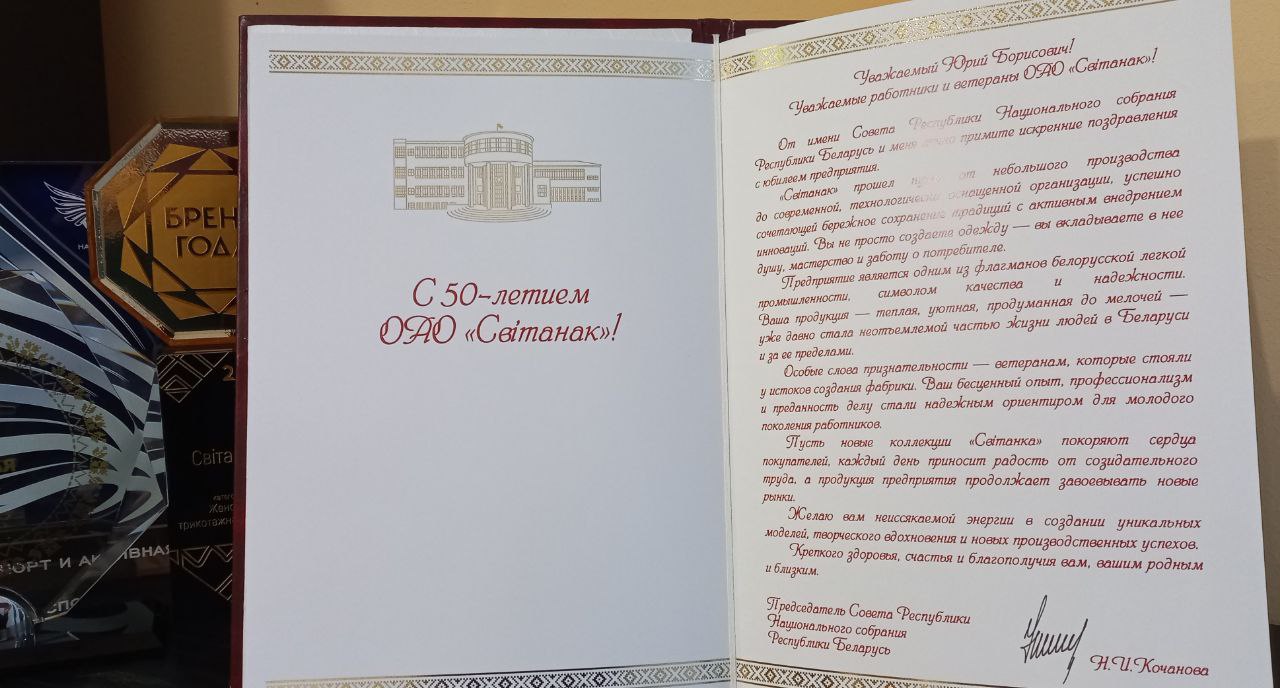 БРЕН
ГОДА
Світа
трикотажн
ОРТ И АКТИВНАЯ
С 50-летием
ОАО «Світанак»!
Уважаемый Юрий Борисович!
Уважаемые работники и ветераны ОАО «Світанак»!
От имени Совета Республики Национального собрания
Республики Беларусь и меня лично примите искренние поздравления
с юбилеем предприятия.
«Світанак» прошел путь от небольшого производства
до современной, технологически оснащенной организации, успешно
сочетающей бережное сохранение традиций с активным внедрением
инноваций. Вы не просто создаете одежду — вы вкладываете в нее
душу, мастерство и заботу о потребителе.
Предприятие является одним из флагманов белорусской легкой
промышленности, символом качества и надежности.
Ваша продукция — теплая, уютная, продуманная до мелочей —
уже давно стала неотъемлемой частью жизни людей в Беларуси
и за ее пределами.
Особые слова признательности — ветеранам, которые стояли
у истоков создания фабрики. Ваш бесценный опыт, профессионализм
и преданность делу стали надежным ориентиром для молодого
поколения работников.
Пусть новые коллекции «Світанка» покоряют сердца
покупателей, каждый день приносит радость от созидательного
труда, а продукция предприятия продолжает завоевывать новые
рынки.
Желаю вам неиссякаемой энергии в создании уникальных
моделей, творческого вдохновения и новых производственных успехов.
Крепкого здоровья, счастья и благополучия вам, вашим родным
и близким.
Председатель Совета Республики
Национального собрания
Республики Беларусь
Н.И.Кочанова